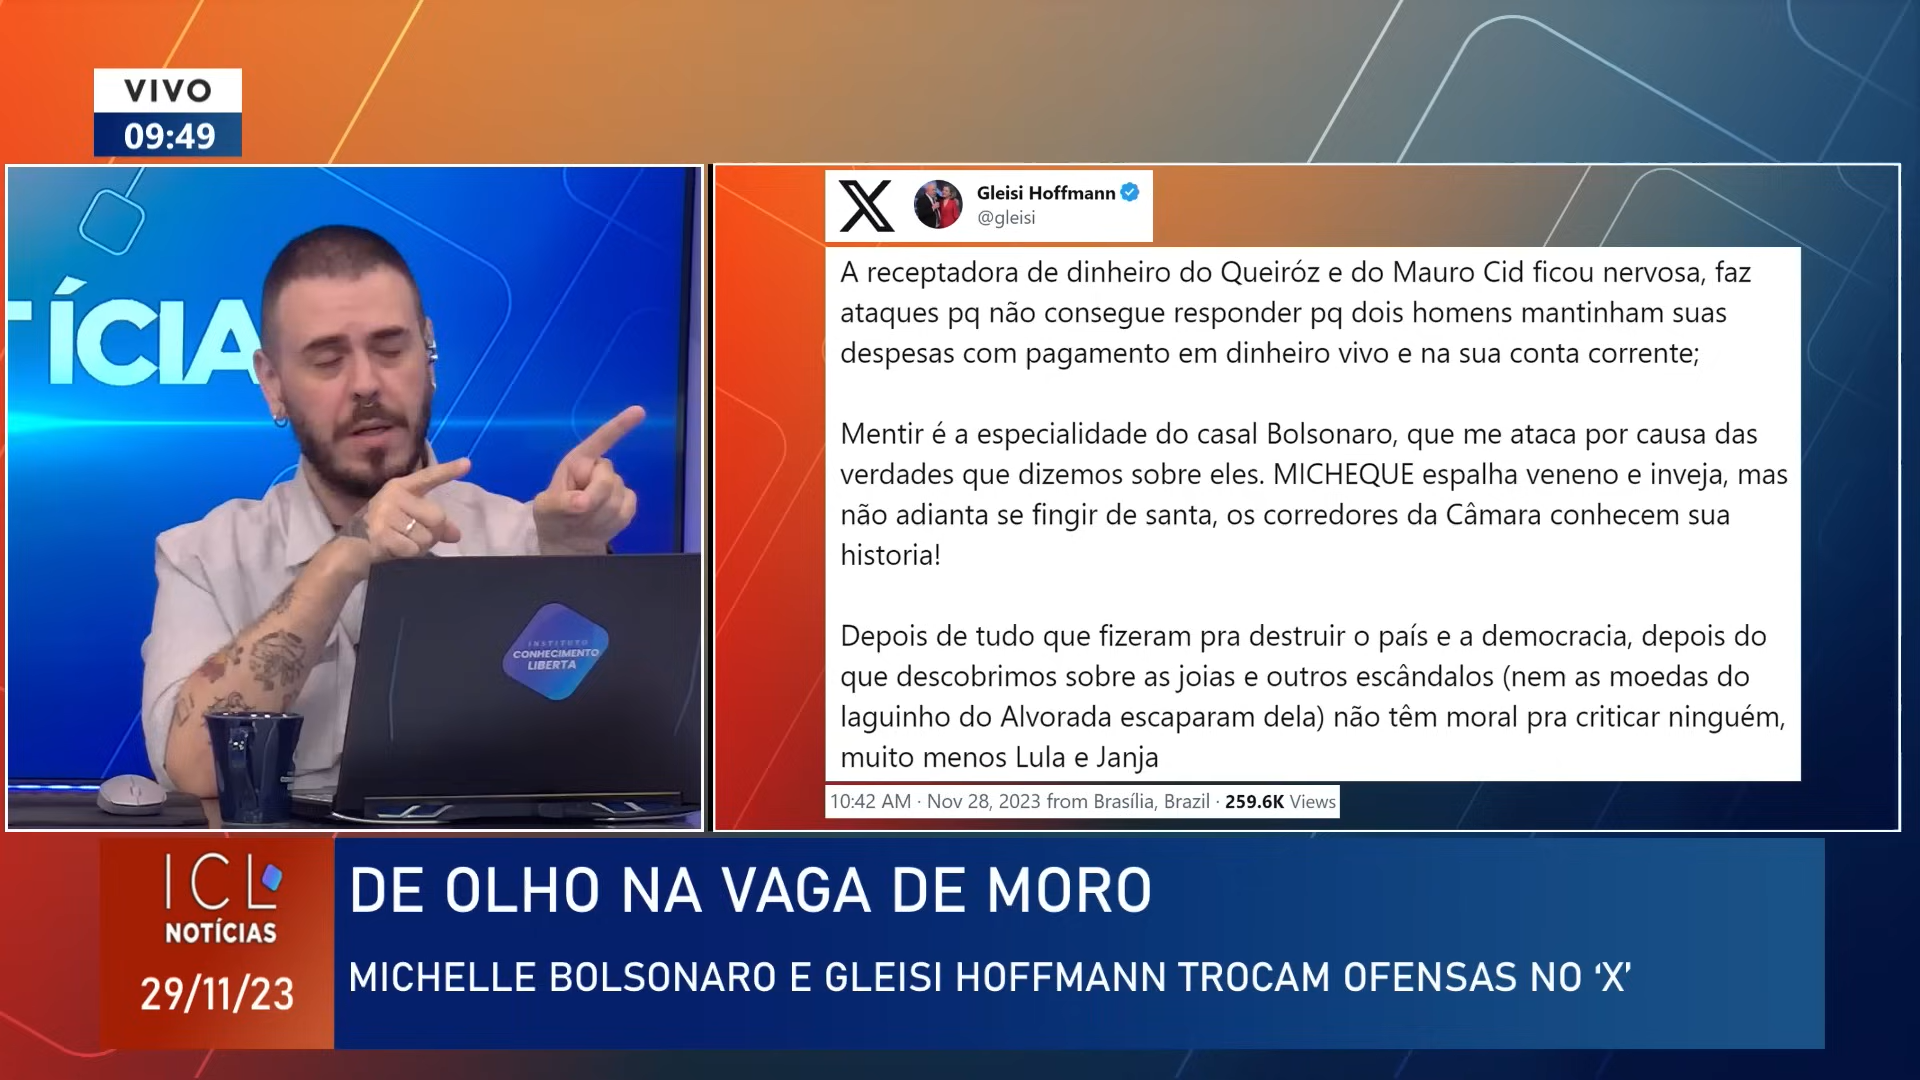 VIVO
09:49
TÍCIA
INSTITUTO
CONHECIMENTO
LIBERTA
X
Gleisi Hoffmann
@gleisi
A receptadora de dinheiro do Queiróz e do Mauro Cid ficou nervosa, faz
ataques pq não consegue responder pq dois homens mantinham suas
despesas com pagamento em dinheiro vivo e na sua conta corrente;
Mentir é a especialidade do casal Bolsonaro, que me ataca por causa das
verdades que dizemos sobre eles. MICHEQUE espalha veneno e inveja, mas
não adianta se fingir de santa, os corredores da Câmara conhecem sua
historia!
Depois de tudo que fizeram pra destruir o país e a democracia, depois do
que descobrimos sobre as joias e outros escândalos (nem as moedas do
laguinho do Alvorada escaparam dela) não têm moral pra criticar ninguém,
muito menos Lula e Janja
10:42 AM · Nov 28, 2023 from Brasília, Brazil · 259.6K Views
ICL
NOTÍCIAS
29/11/23
DE OLHO NA VAGA DE MORO
MICHELLE BOLSONARO E GLEISI HOFFMANN TROCAM OFENSAS NO ‘X’